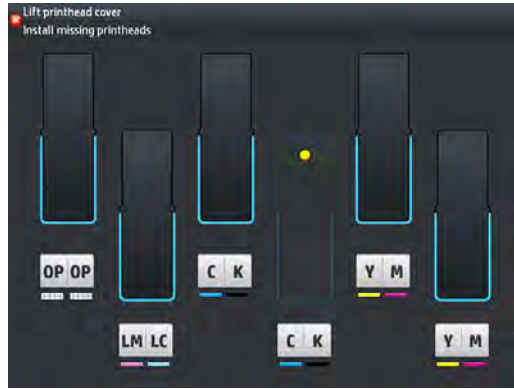 Lift printhead cover
Install missing printheads
OP OP
C K
Y M
LM LC
C K
Y M